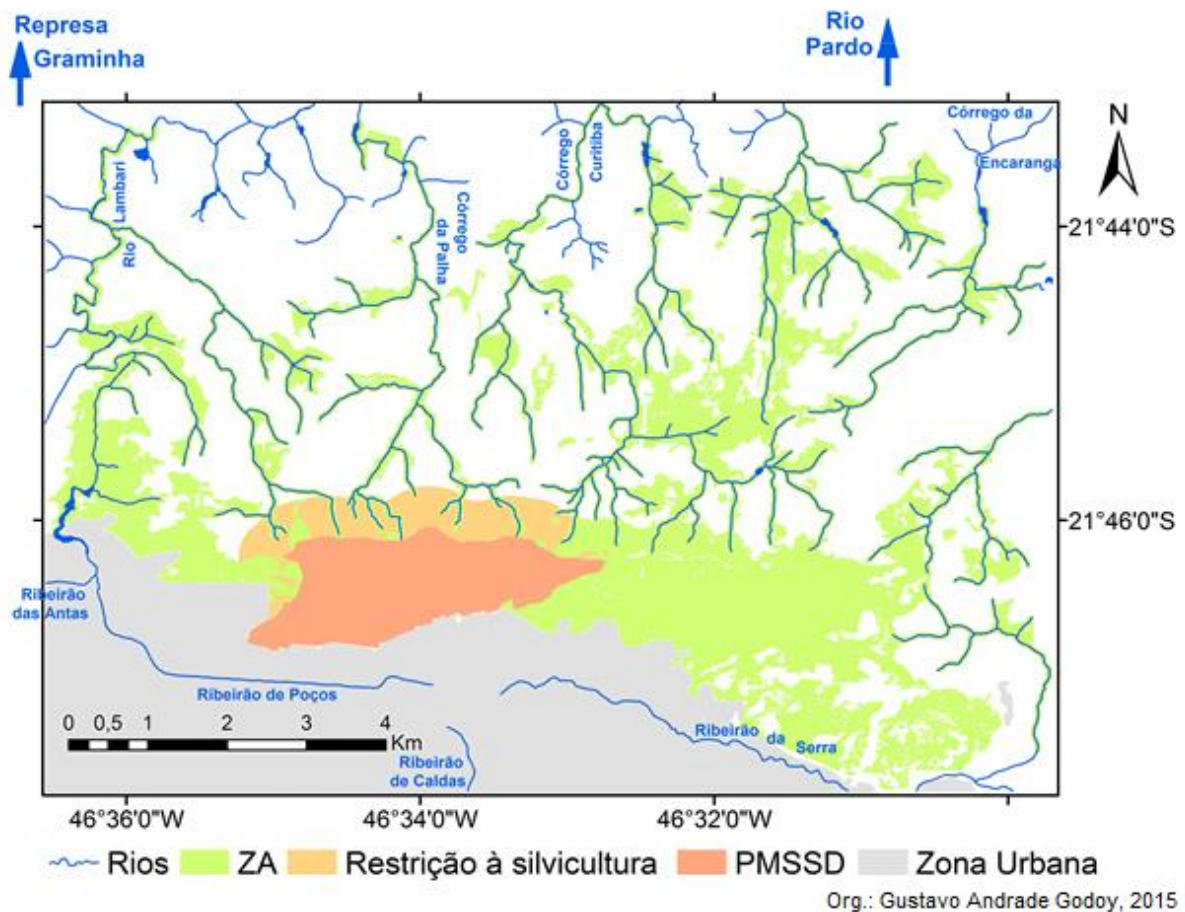 Represa
Graminha
Rio
Pardo
N
Córrego da
Encaranga
Córrego
Curitiba
Lambari
Rio
Córrego
da Palha
21°44'0"S
21°46'0"S
Ribeirão
das Antas
Ribeirão de Poços
Ribeirão da Serra
Ribeirão
de Caldas
0 0,5 1 2 3 4
Km
46°36'0"W 46°34'0"W 46°32'0"W
Rios ZA Restrição à silvicultura PMSSD Zona Urbana
Org.: Gustavo Andrade Godoy, 2015